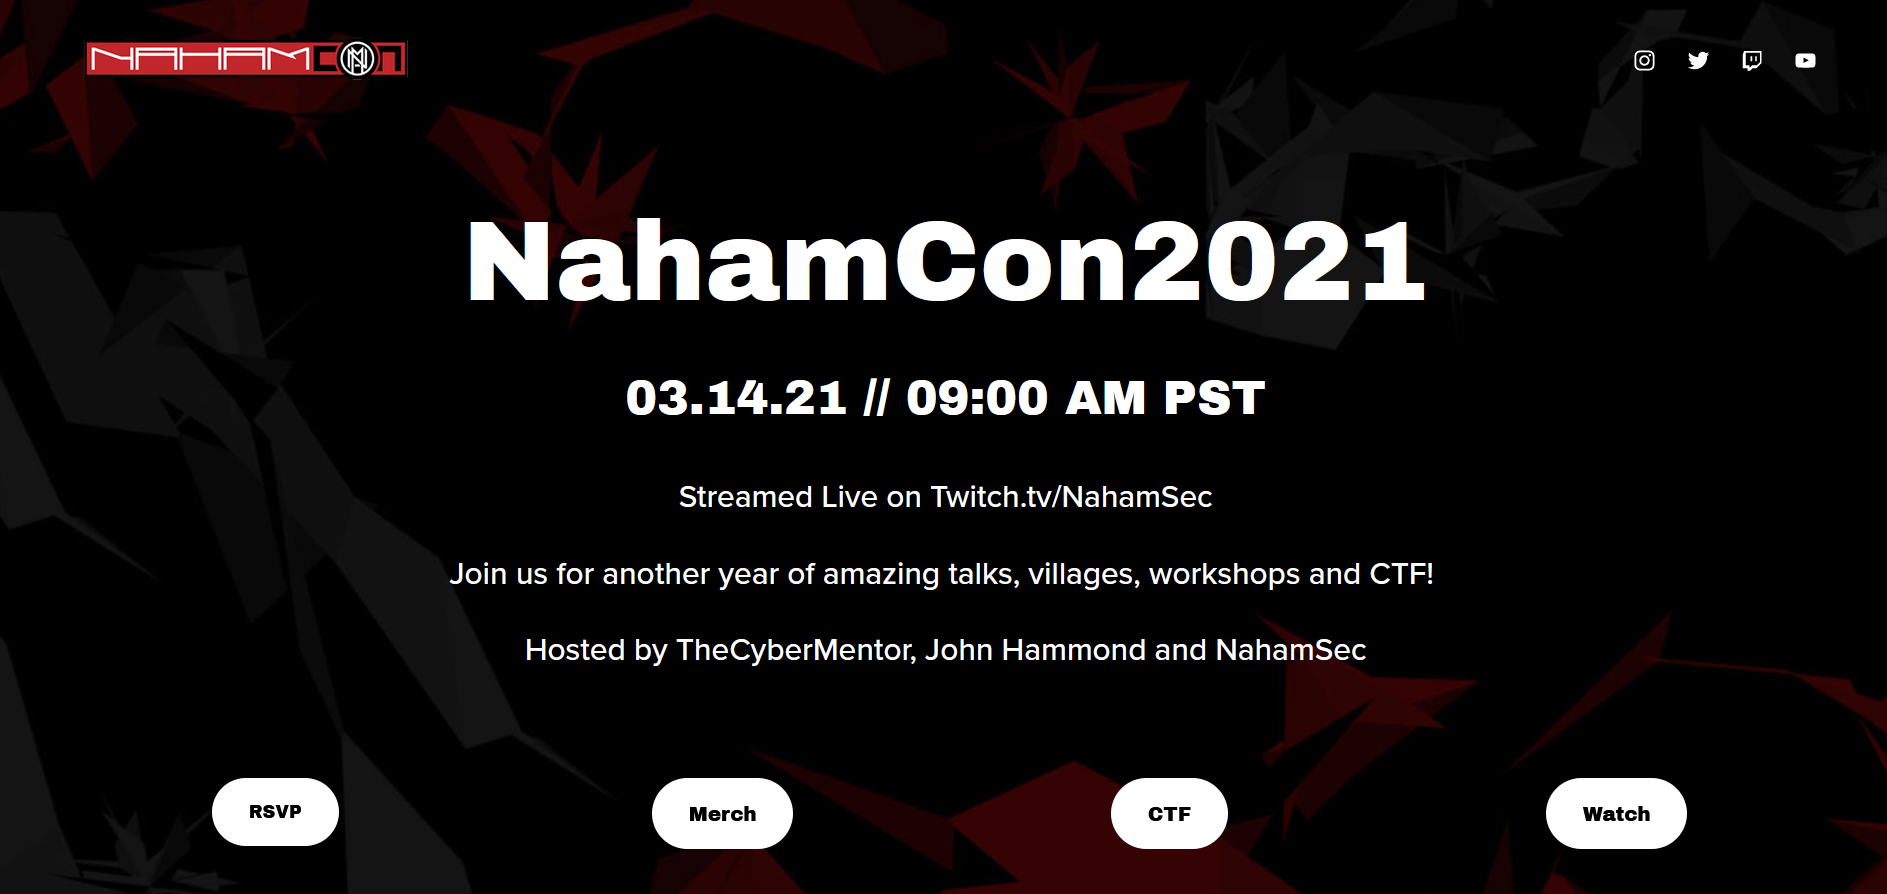 NAHAMCON
NahamCon2021
03.14.21 // 09:00 AM PST
Streamed Live on Twitch.tv/NahamSec
Join us for another year of amazing talks, villages, workshops and CTF!
Hosted by TheCyberMentor, John Hammond and NahamSec
RSVP
Merch
CTF
Watch